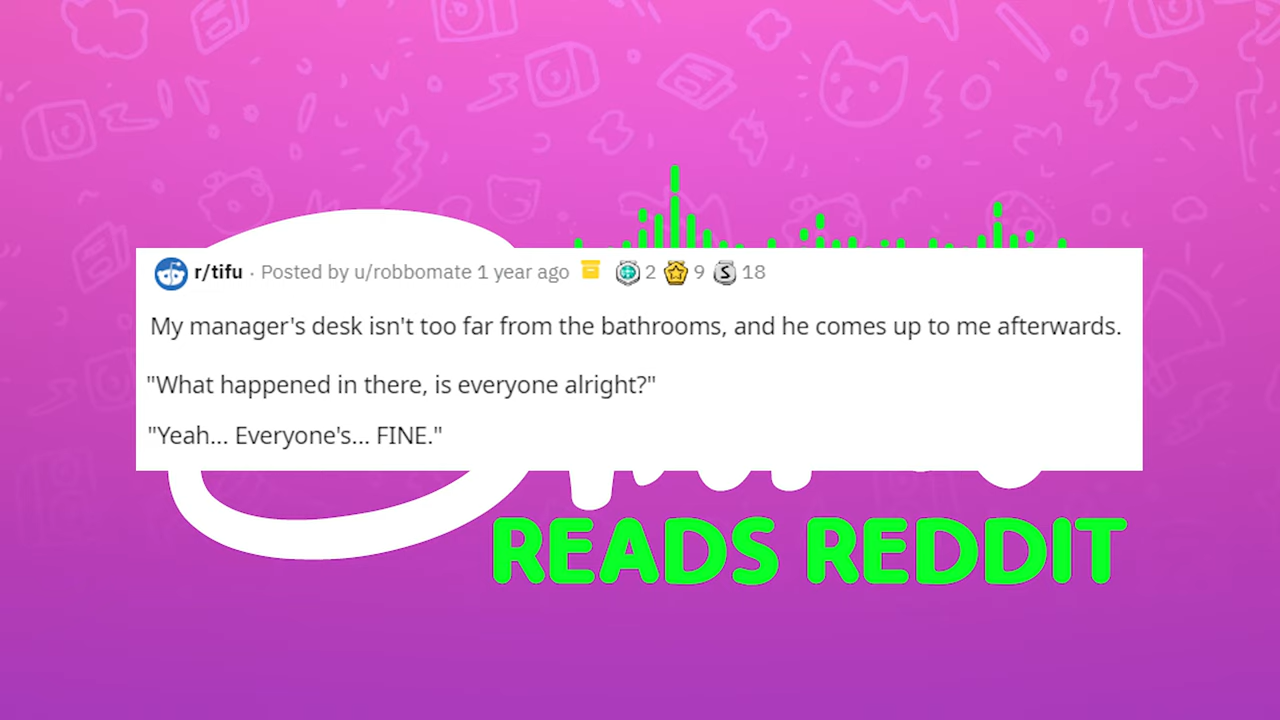 r/tifu · Posted by u/robbomate 1 year ago 2 9 S 18
My manager's desk isn't too far from the bathrooms, and he comes up to me afterwards.
"What happened in there, is everyone alright?"
"Yeah... Everyone's... FINE."
READS REDDIT